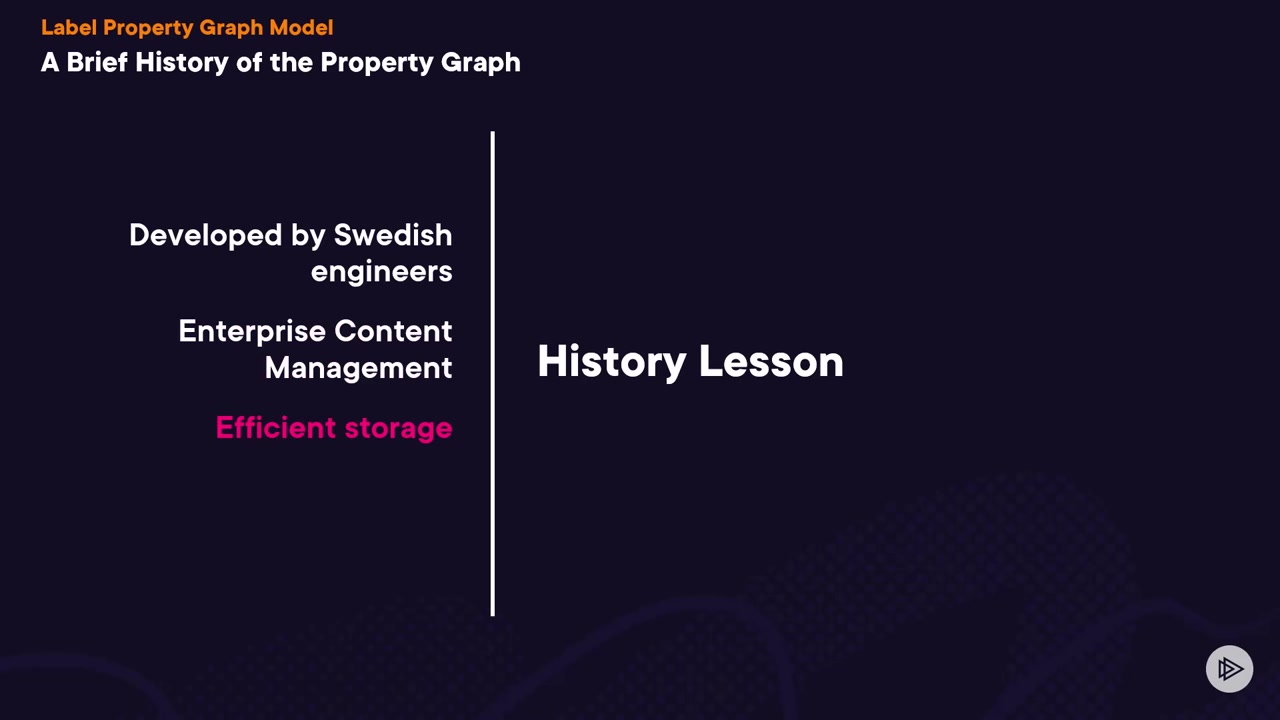 Label Property Graph Model
A Brief History of the Property Graph
Developed by Swedish
engineers
Enterprise Content
Management
Efficient storage
History Lesson